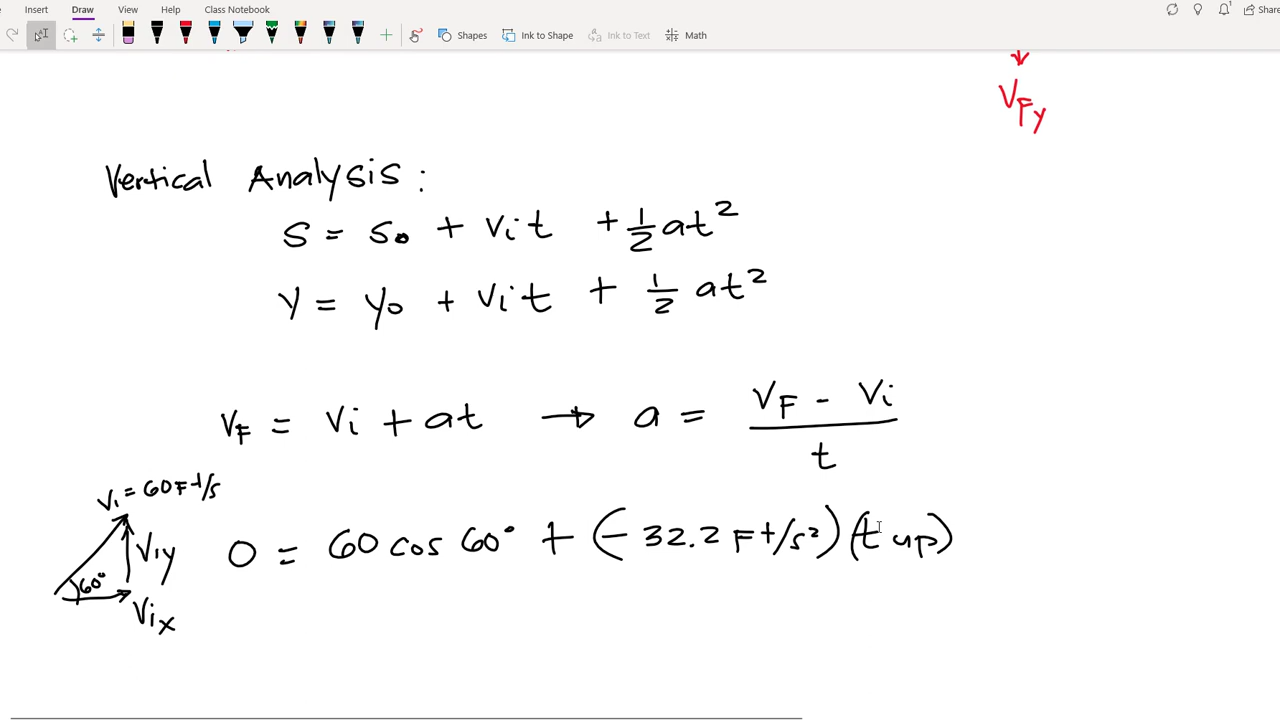 Insert Draw View Help Class Notebook Share
Shapes Ink to Shape Ink to Text Math
VFy
Vertical Analysis:
S = S0 + Vit + 1/2 at²
Y = Y0 + Vit + 1/2 at²
VF = Vi + at → a = (VF - Vi)/t
Vi = 60 Ft/s
0 = 60 cos 60° + (-32.2 Ft/s²)(t up)
Viy
60°
Vix